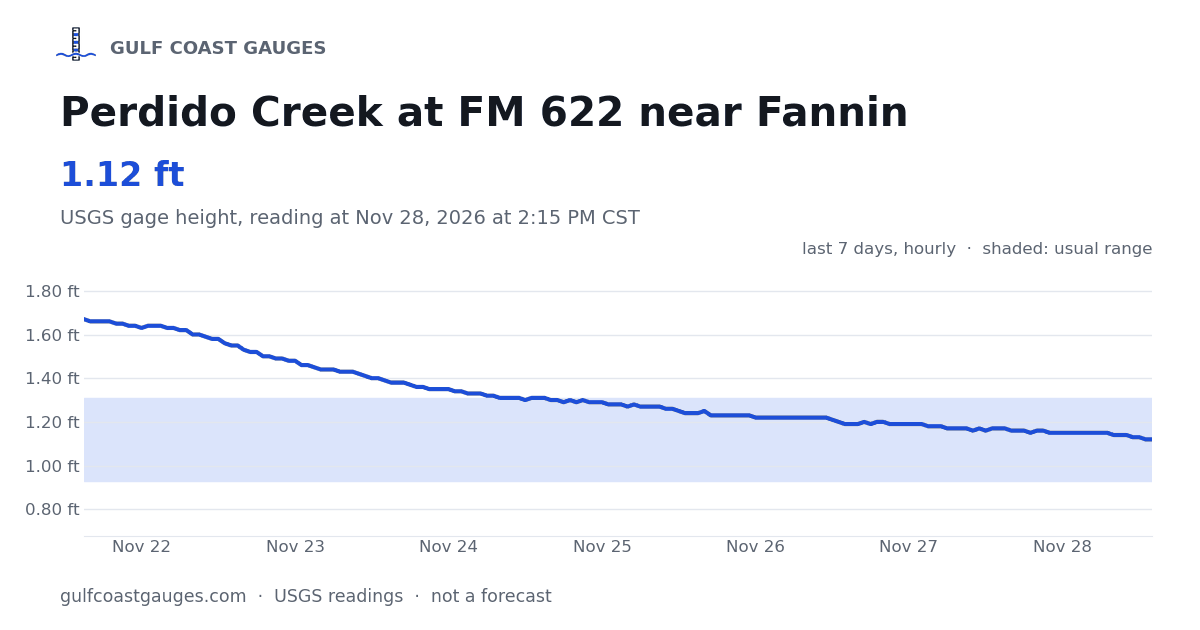 GULF COAST GAUGES
Perdido Creek at FM 622 near Fannin
1.12 ft
USGS gage height, reading at Nov 28, 2026 at 2:15 PM CST
last 7 days, hourly · shaded: usual range
1.80 ft
1.60 ft
1.40 ft
1.20 ft
1.00 ft
0.80 ft
Nov 22 Nov 23 Nov 24 Nov 25 Nov 26 Nov 27 Nov 28
gulfcoastgauges.com · USGS readings · not a forecast